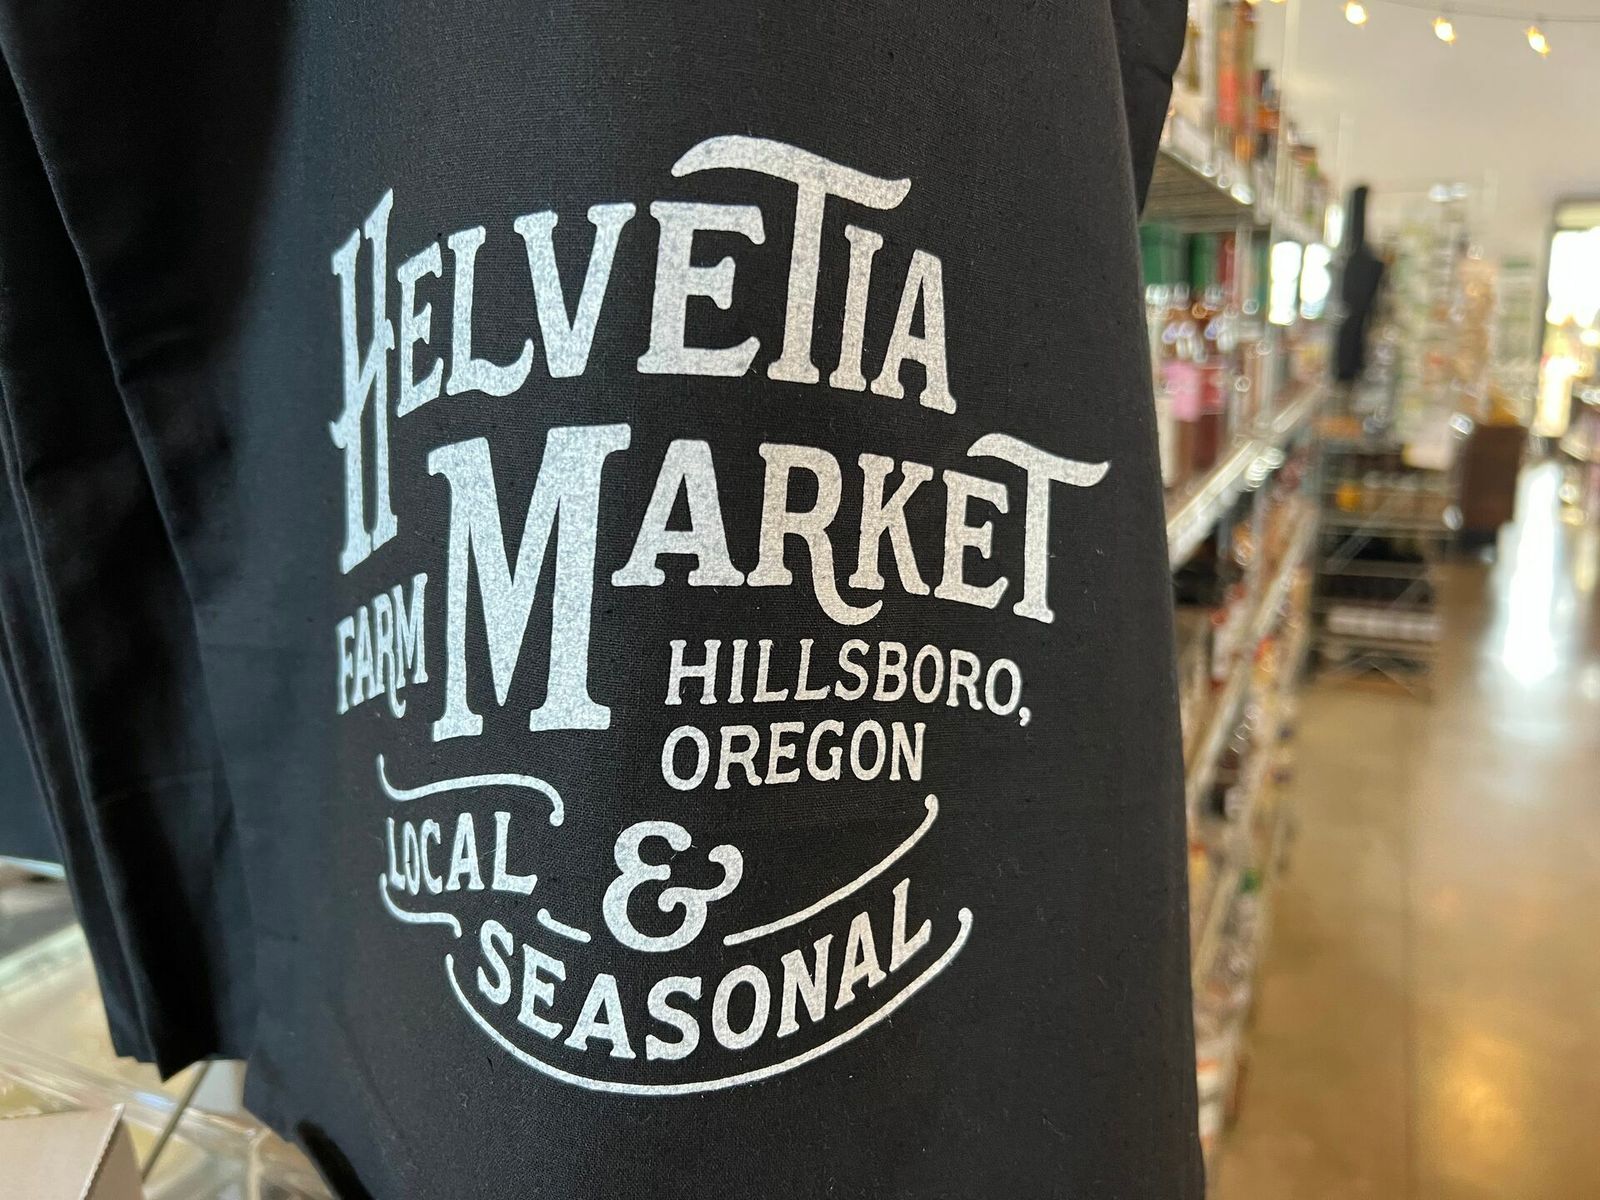 HELVETIA
FARM MARKET
HILLSBORO,
OREGON
LOCAL &
SEASONAL